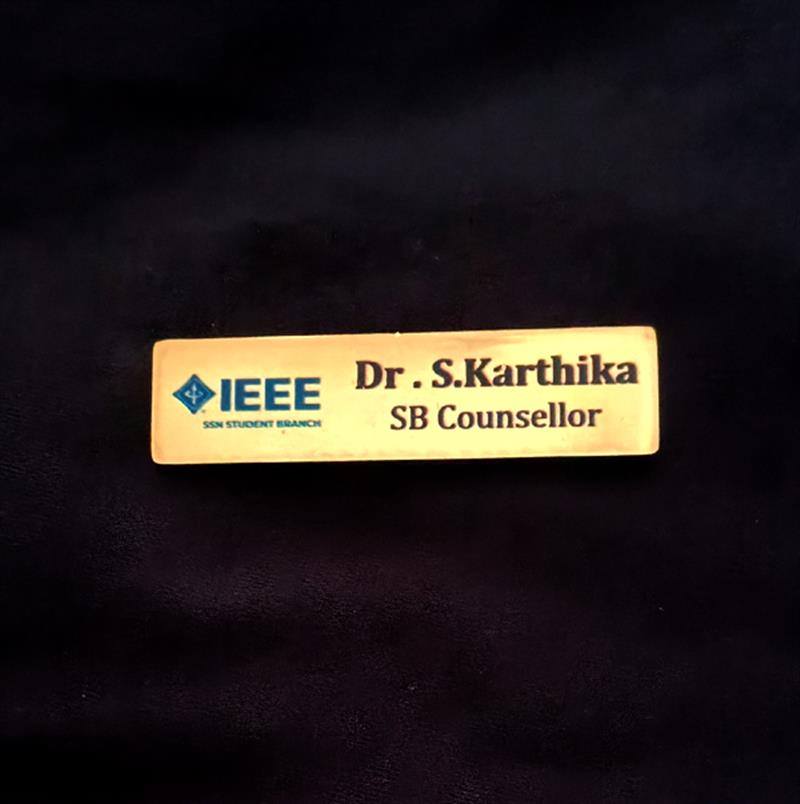 IEEE
SSN STUDENT BRANCH
Dr . S.Karthika
SB Counsellor